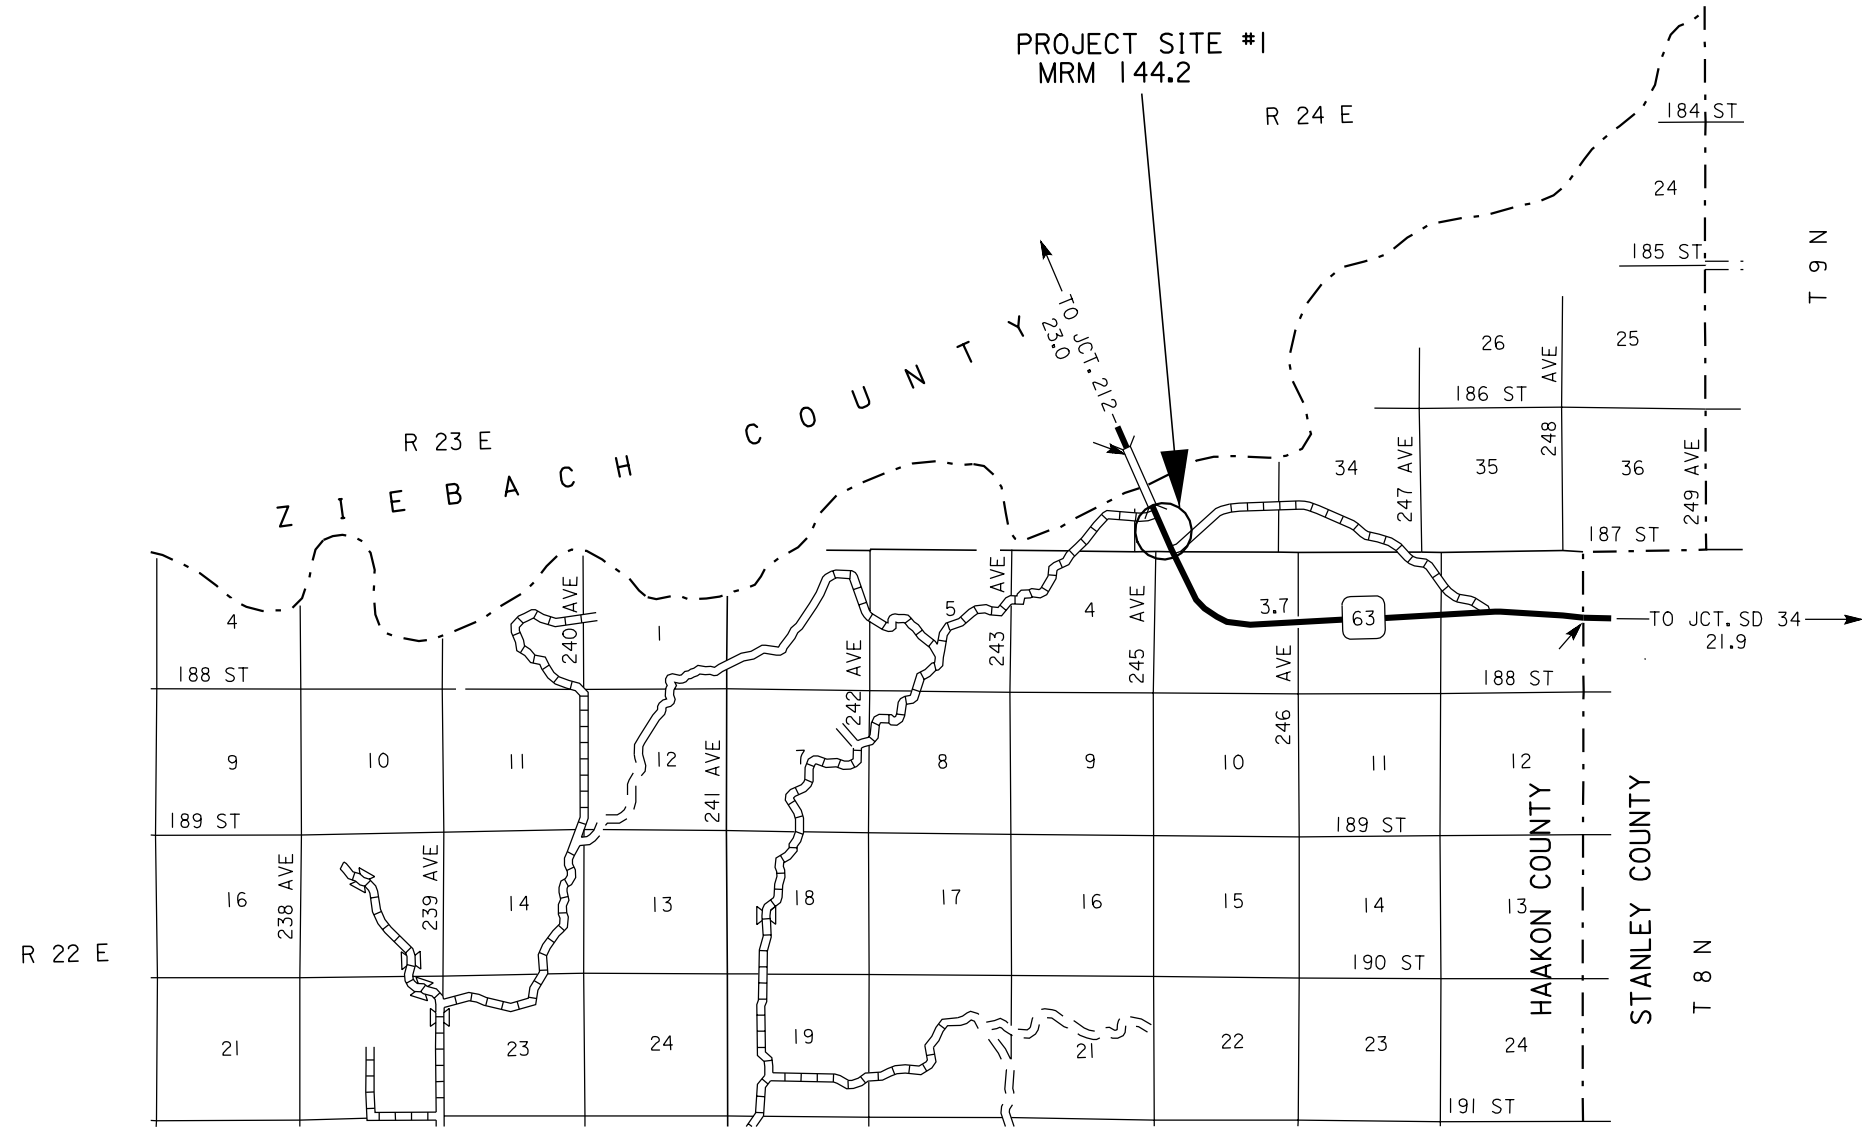 PROJECT SITE #1
MRM 144.2
R 24 E
184 ST
24
T 9 N
185 ST
TO JCT. 212
23.0
26
25
248 AVE
186 ST
R 23 E
ZIEBACH COUNTY
34
247 AVE
35
36
249 AVE
187 ST
4
240 AVE
1
5
243 AVE
4
245 AVE
3.7
63
TO JCT. SD 34
21.9
188 ST
242 AVE
246 AVE
188 ST
9
10
11
12
241 AVE
7
8
9
10
11
12
189 ST
189 ST
HAAKON COUNTY
STANLEY COUNTY
16
238 AVE
239 AVE
14
13
18
17
16
15
14
13
R 22 E
190 ST
T 8 N
21
23
24
19
21
22
23
24
191 ST